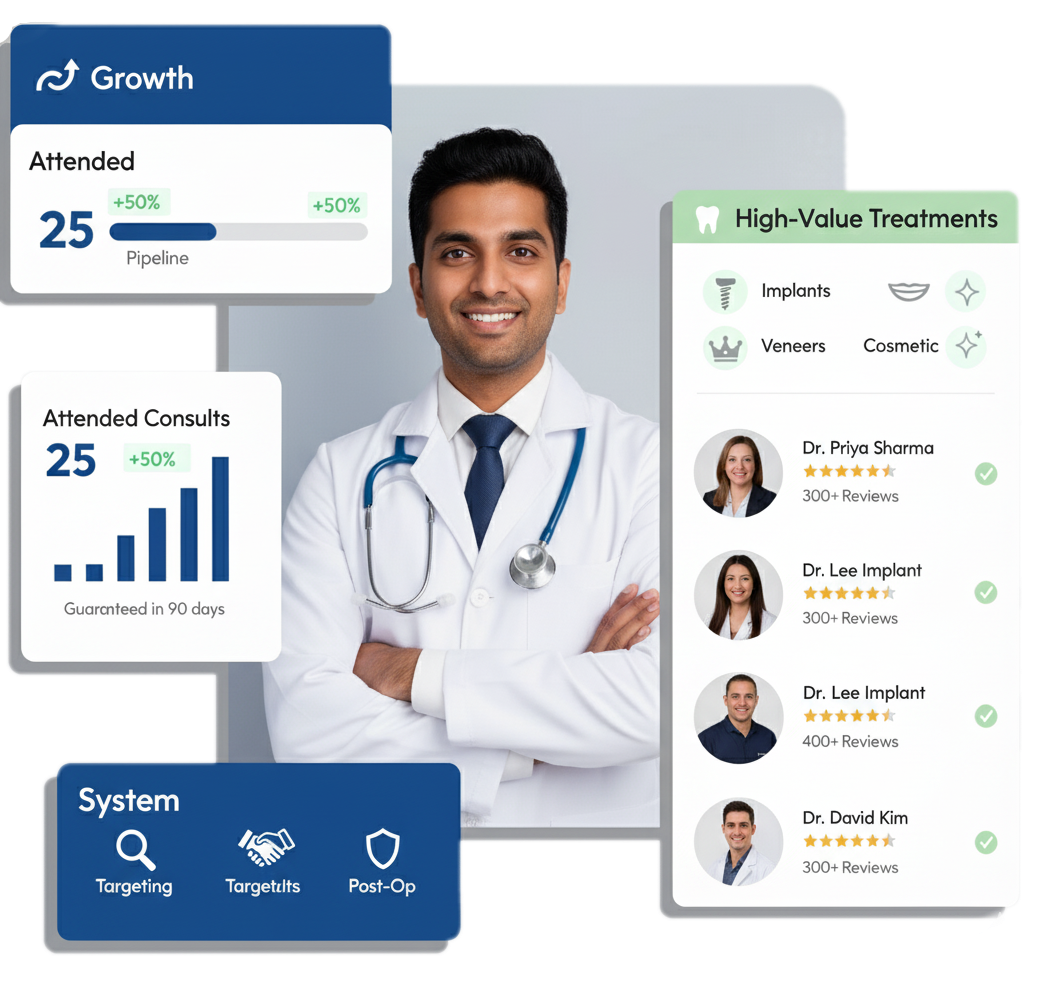 Growth
Attended
+50%
+50%
25
Pipeline
Attended Consults
25
+50%
Guaranteed in 90 days
System
Targeting
Post-Op
High-Value Treatments
Implants
Veneers
Cosmetic
Dr. Priya Sharma
300+ Reviews
Dr. Lee Implant
300+ Reviews
Dr. Lee Implant
400+ Reviews
Dr. David Kim
300+ Reviews